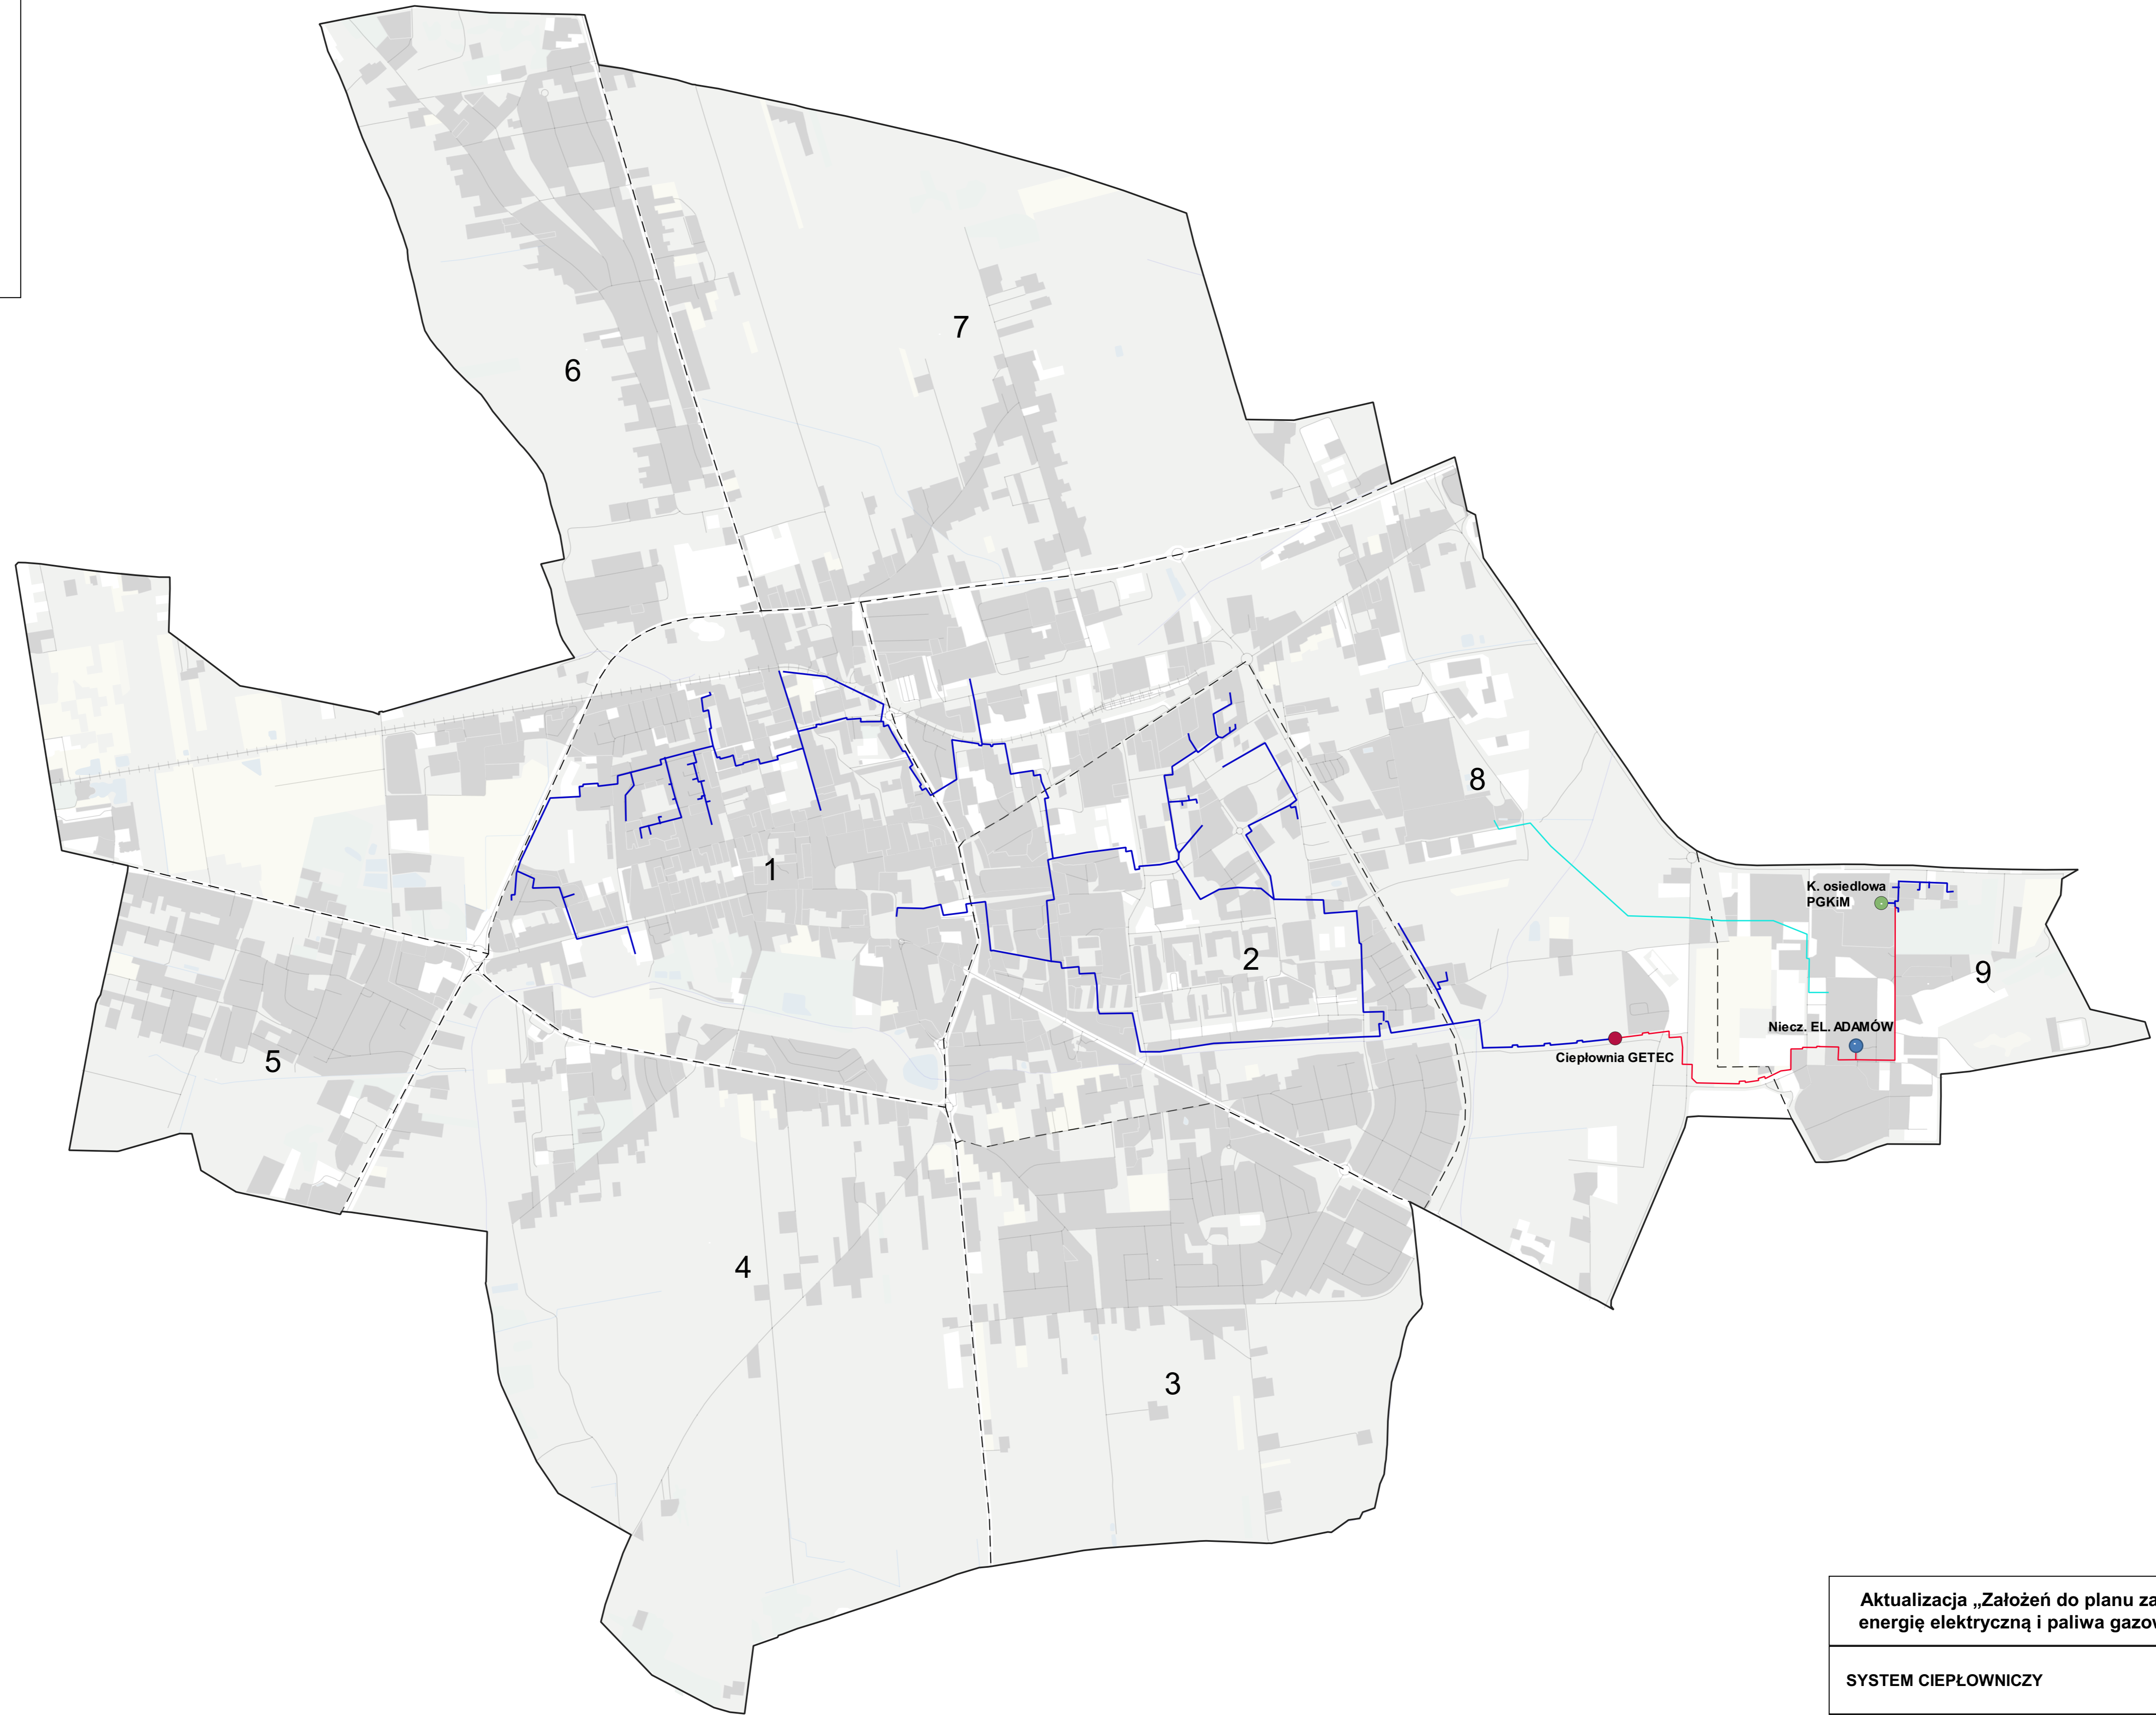 7
6
8
K. osiedlowa
PGKiM
1
2
9
Niecz. EL. ADAMÓW
Ciepłownia GETEC
5
4
3
Aktualizacja „Założeń do planu za
energię elektryczną i paliwa gazow
SYSTEM CIEPŁOWNICZY